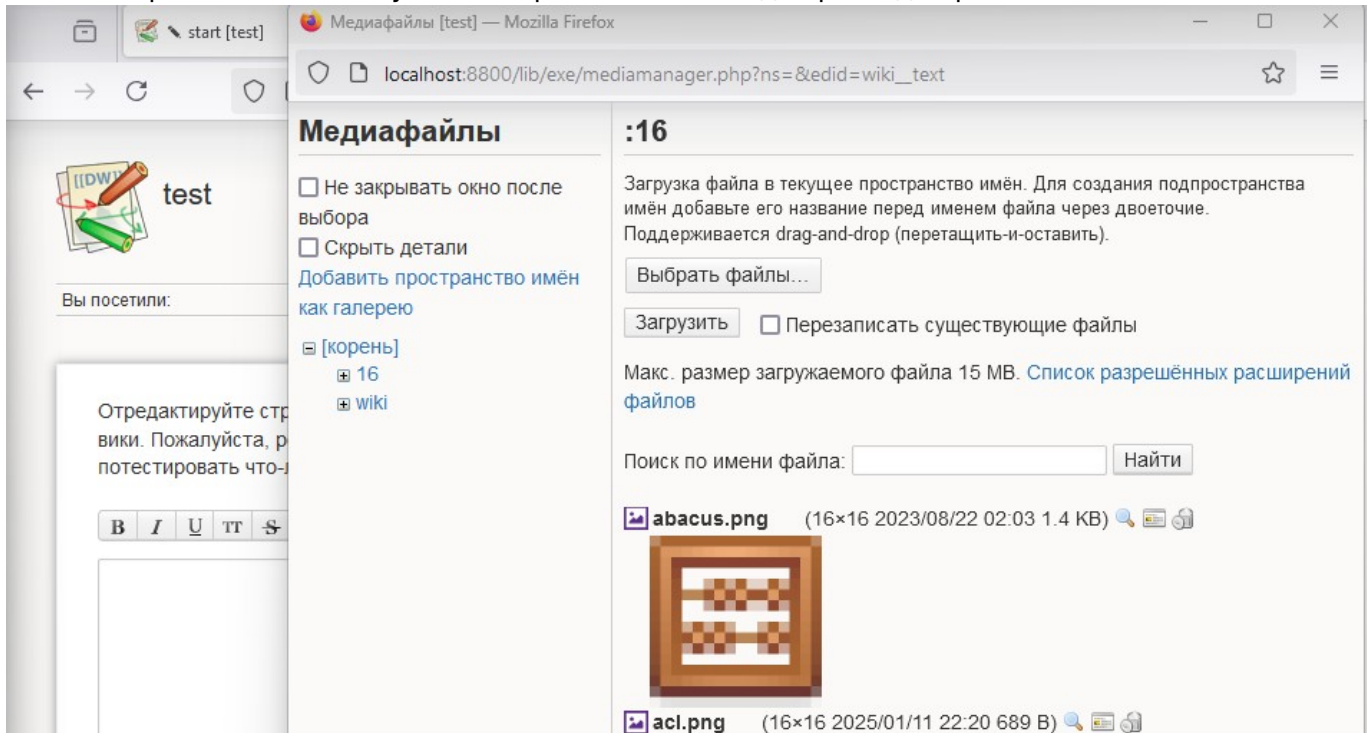 start [test]
Медиафайлы [test] — Mozilla Firefox
localhost:8800/lib/exe/mediamanager.php?ns=&edid=wiki__text
[[DW]]
test
Вы посетили:
Отредактируйте стр
вики. Пожалуйста,
потестировать
B I U TT S
Медиафайлы
Не закрывать окно после
выбора
Скрыть детали
Добавить пространство имён
как галерею
[корень]
16
wiki
:16
Загрузка файла в текущее пространство имён. Для создания подпространства
имён добавьте его название перед именем файла через двоеточие.
Поддерживается drag-and-drop (перетащить-и-оставить).
Выбрать файлы...
Загрузить Перезаписать существующие файлы
Макс. размер загружаемого файла 15 MB. Список разрешённых расширений
файлов
Поиск по имени файла: Найти
abacus.png (16×16 2023/08/22 02:03 1.4 KB)
acl.png (16×16 2025/01/11 22:20 689 B)